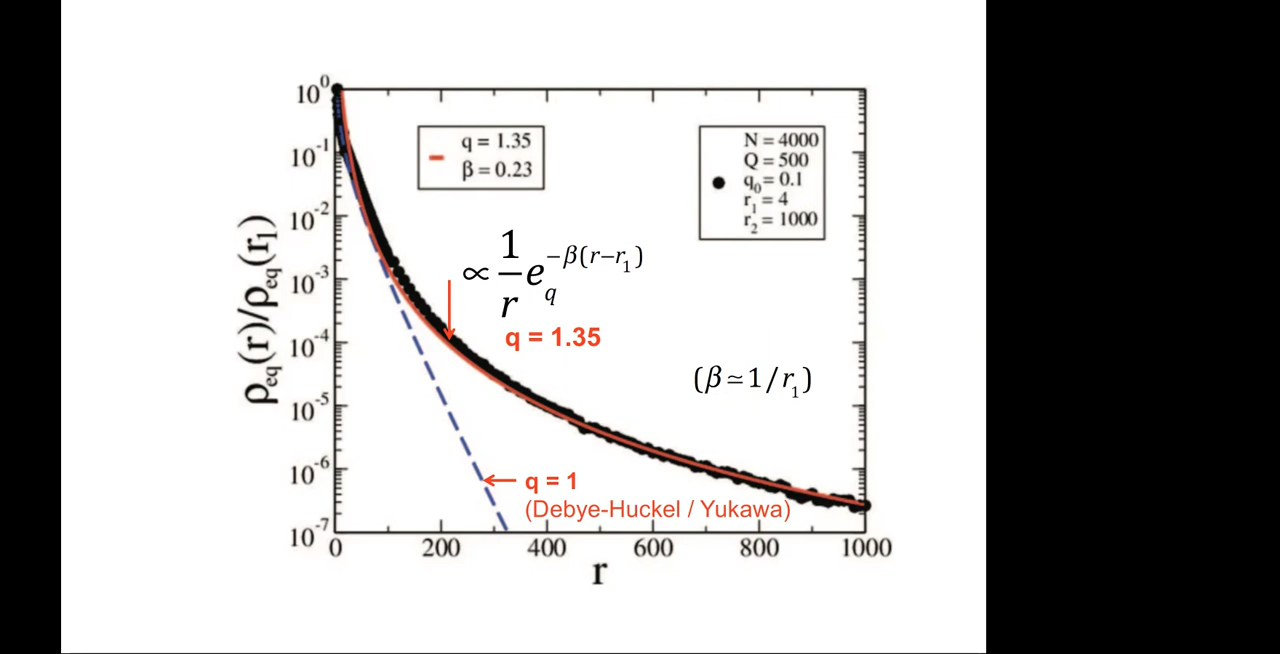 10⁰
10⁻¹
10⁻²
10⁻³
10⁻⁴
10⁻⁵
10⁻⁶
10⁻⁷
ρeq(r)/ρeq(r₁)
q = 1.35
β = 0.23
N = 4000
Q = 500
q₀ = 0.1
r₁ = 4
r₂ = 1000
∝ 1/r e_q^−β(r−r₁)
q = 1.35
(β ≃ 1/r₁)
q = 1
(Debye-Huckel / Yukawa)
0 200 400 600 800 1000
r